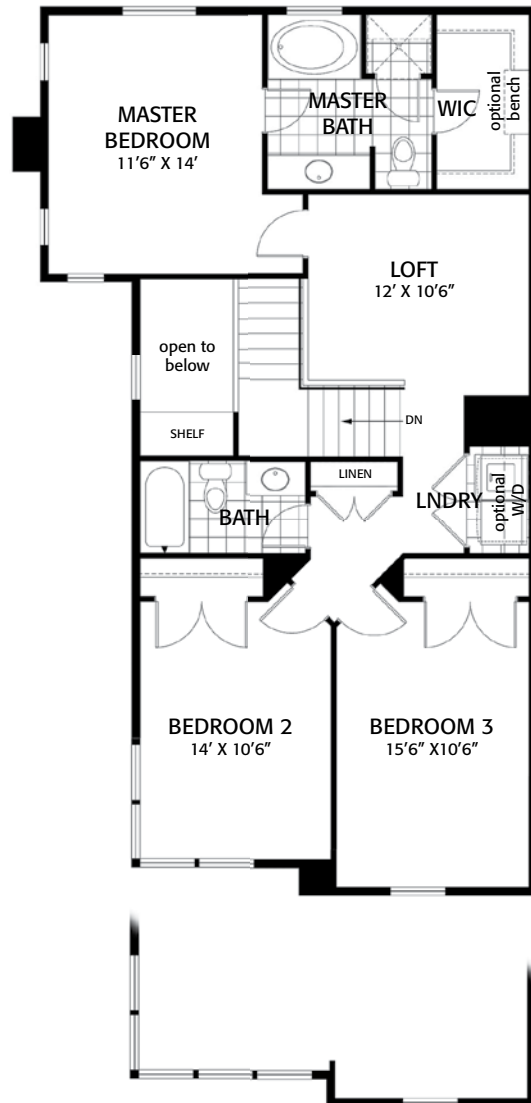 MASTER
BEDROOM
11'6” X 14'
MASTER
BATH
WIC
optional
bench
LOFT
12' X 10'6”
open to
below
SHELF
DN
LINEN
BATH
LNDRY
optional
W/D
BEDROOM 2
14' X 10'6”
BEDROOM 3
15'6” X10'6”